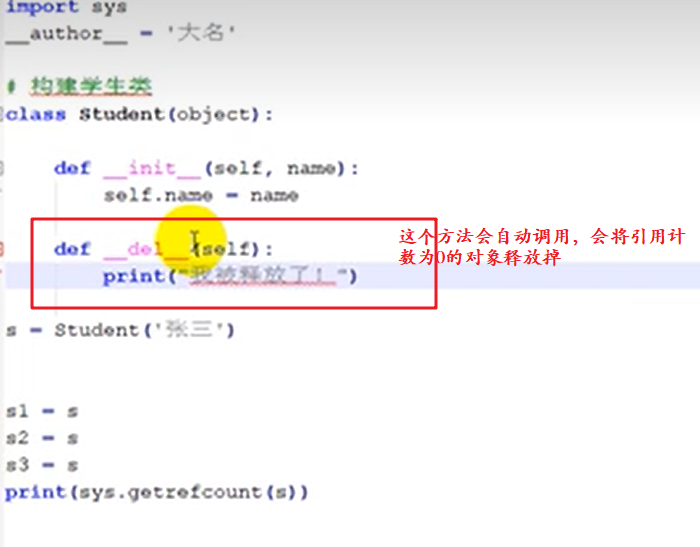 import sys
__author__ = '大名'
# 构建学生类
class Student(object):
def __init__(self, name):
self.name = name
def __del__(self):
print("我被释放了！")
这个方法会自动调用，会将引用计
数为0的对象释放掉
s = Student('张三')
s1 = s
s2 = s
s3 = s
print(sys.getrefcount(s))